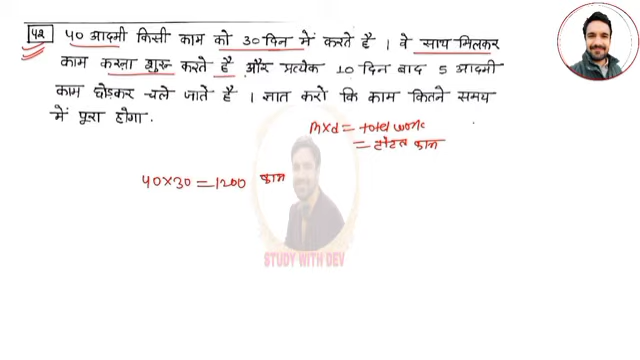 42 40 आदमी किसी काम को 30 दिन में करते है । वे साथ मिलकर
काम करना शुरू करते है और प्रत्येक 10 दिन बाद 5 आदमी
काम छोड़कर चले जाते है । ज्ञात करो कि काम कितने समय
में पूरा होगा.
m×d = total work
= टोटल काम
40×30 = 1200 काम
STUDY WITH DEV